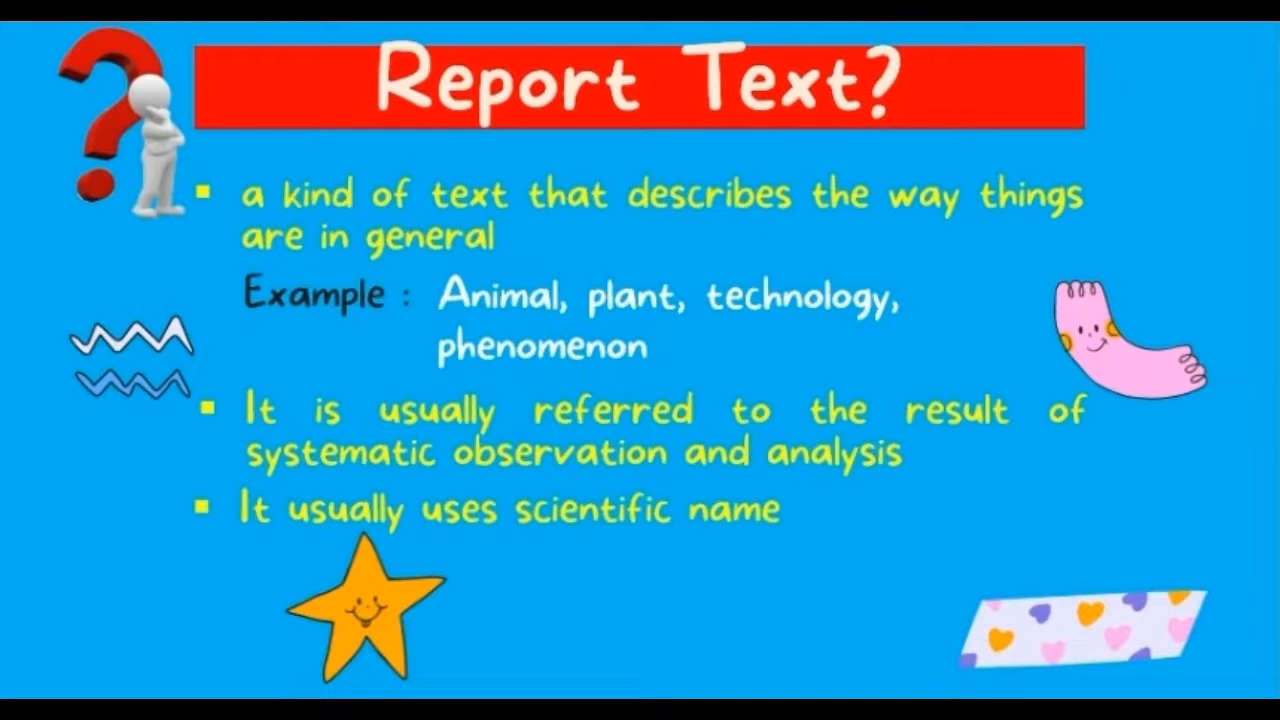 Report Text?
a kind of text that describes the way things
are in general
Example : Animal, plant, technology,
phenomenon
It is usually referred to the result of
systematic observation and analysis
It usually uses scientific name